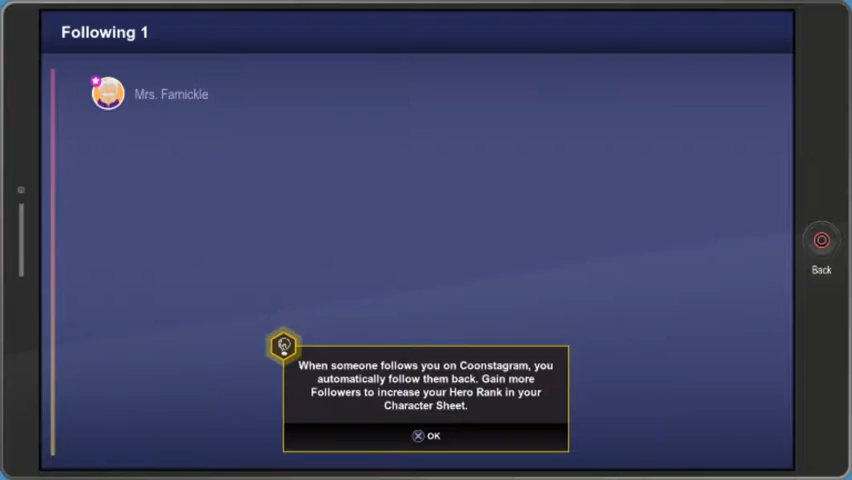 Following 1
Mrs. Famickle
Back
When someone follows you on Coonstagram, you
automatically follow them back. Gain more
Followers to increase your Hero Rank in your
Character Sheet.
OK